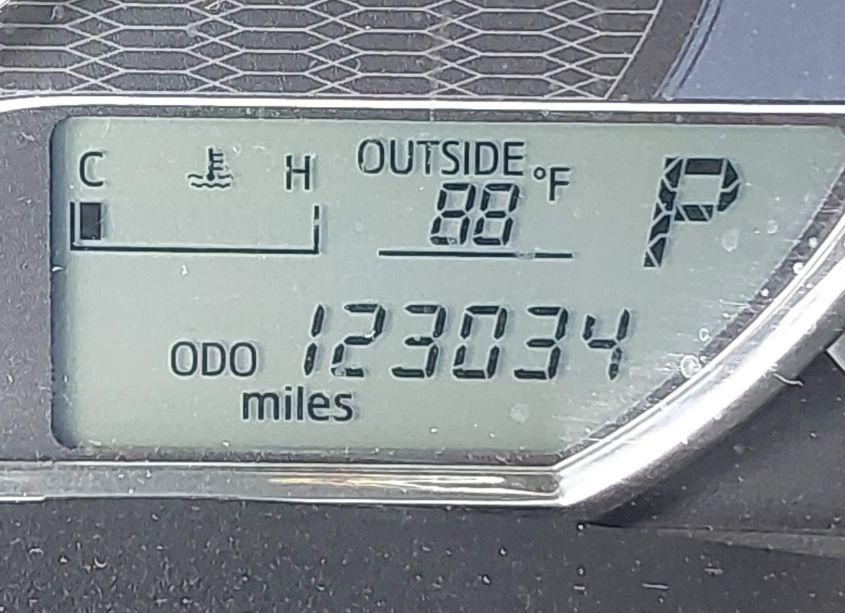 C H OUTSIDE
88 °F P
ODO 123034
miles